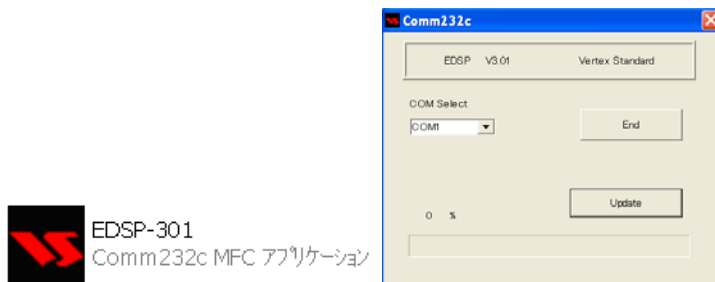 Comm232c
EDSP V3.01 Vertex Standard
COM Select
COM1
End
Update
0 %
EDSP-301
Comm232c MFC アプリケーション